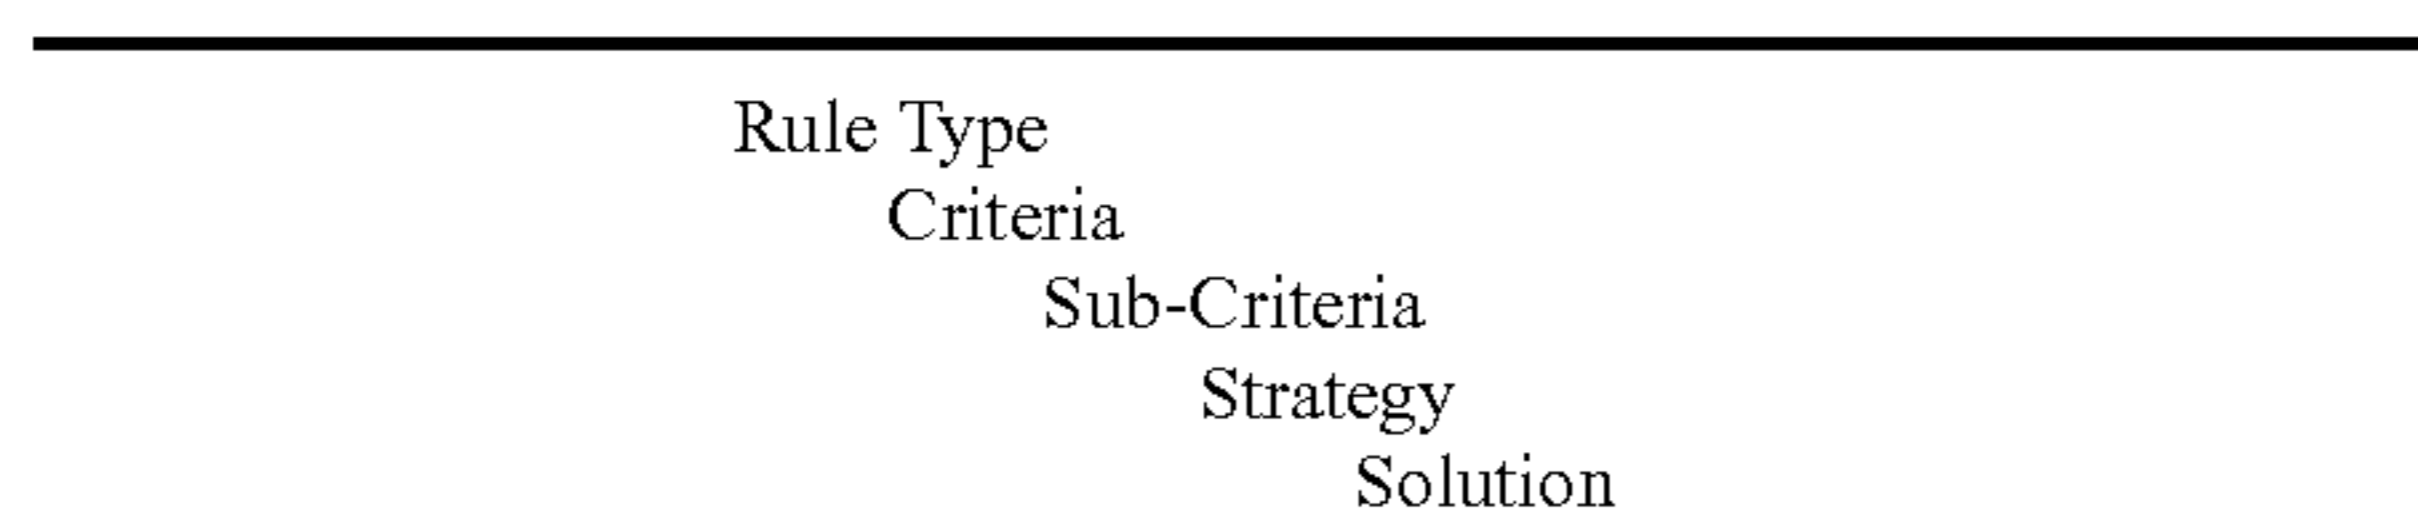 Rule Type
Criteria
Sub-Criteria
Strategy
Solution